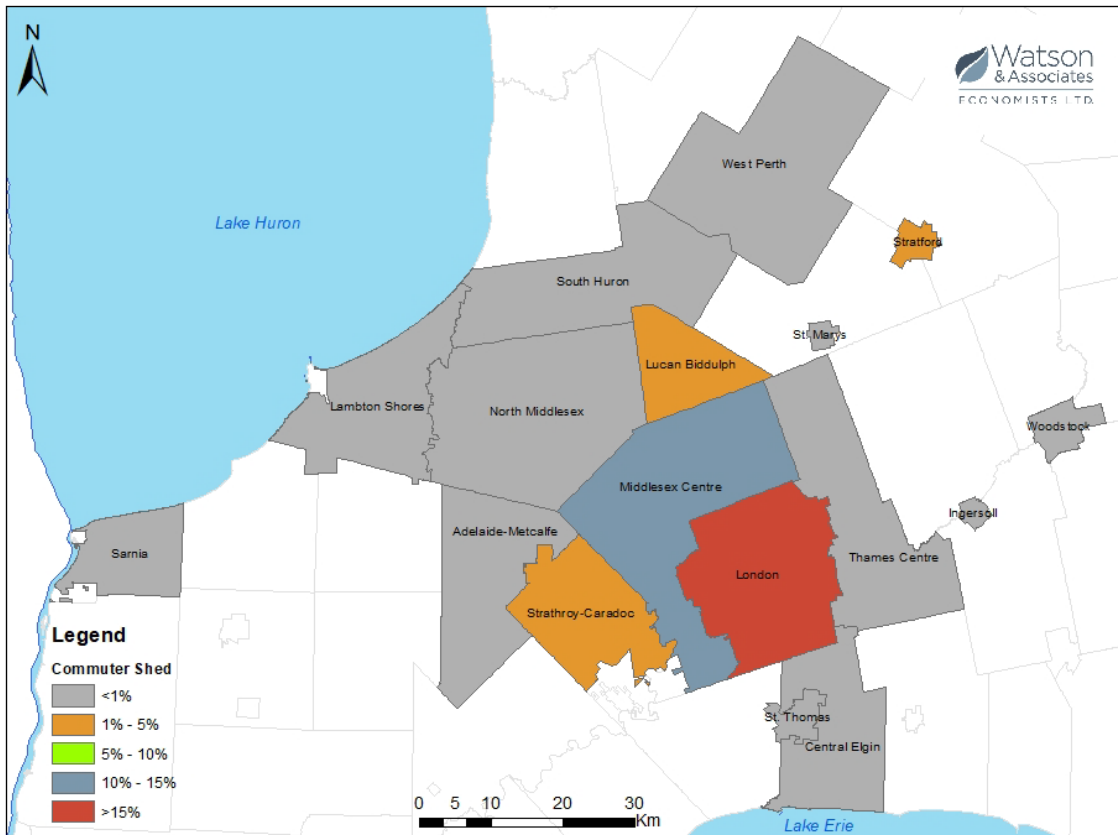 N
Watson
& Associates
ECONOMISTS LTD.
West Perth
Lake Huron
Stratford
South Huron
St. Marys
Lucan Biddulph
Lambton Shores
North Middlesex
Woodstock
Middlesex Centre
Ingersoll
Adelaide-Metcalfe
Sarnia
Thames Centre
London
Strathroy-Caradoc
Legend
Commuter Shed
<1%
1% - 5%
5% - 10%
10% - 15%
>15%
St. Thomas
Central Elgin
0 5 10 20 30
Km
Lake Erie